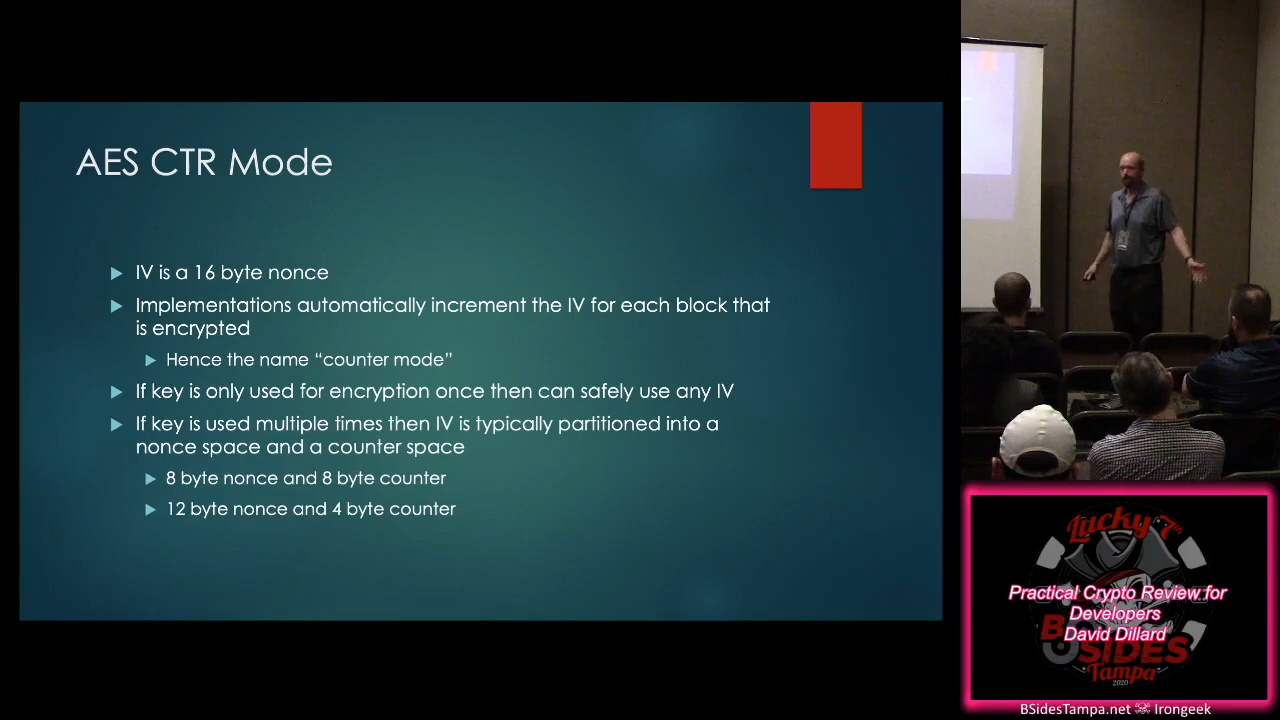 AES CTR Mode
IV is a 16 byte nonce
Implementations automatically increment the IV for each block that
is encrypted
Hence the name “counter mode”
If key is only used for encryption once then can safely use any IV
If key is used multiple times then IV is typically partitioned into a
nonce space and a counter space
8 byte nonce and 8 byte counter
12 byte nonce and 4 byte counter
Lucky 7th
Practical Crypto Review for
Developers
David Dillard
BSIDES
Tampa
2020
BSidesTampa.net Irongeek